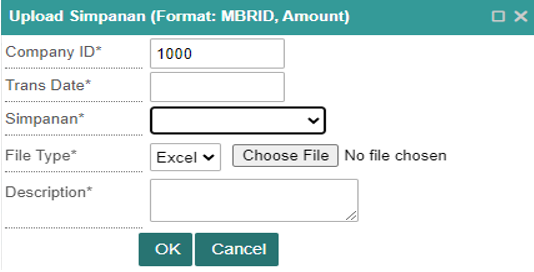 Upload Simpanan (Format: MBRID, Amount)
Company ID* 1000
Trans Date*
Simpanan*
File Type* Excel Choose File No file chosen
Description*
OK Cancel